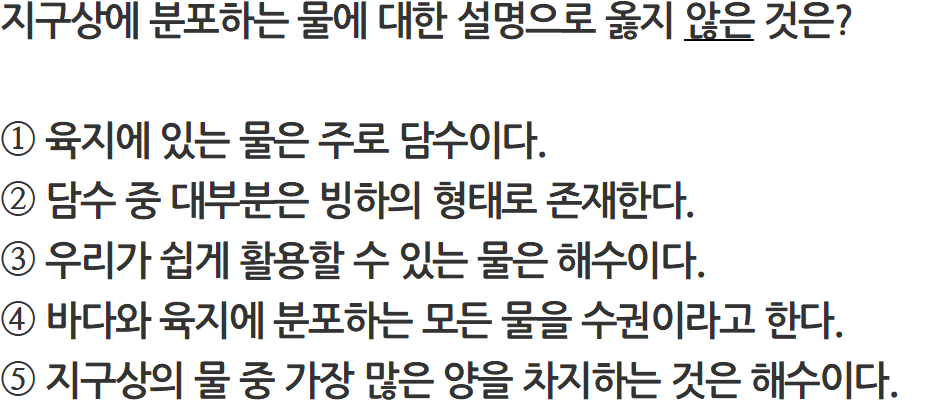 지구상에 분포하는 물에 대한 설명으로 옳지 않은 것은?
① 육지에 있는 물은 주로 담수이다.
② 담수 중 대부분은 빙하의 형태로 존재한다.
③ 우리가 쉽게 활용할 수 있는 물은 해수이다.
④ 바다와 육지에 분포하는 모든 물을 수권이라고 한다.
⑤ 지구상의 물 중 가장 많은 양을 차지하는 것은 해수이다.